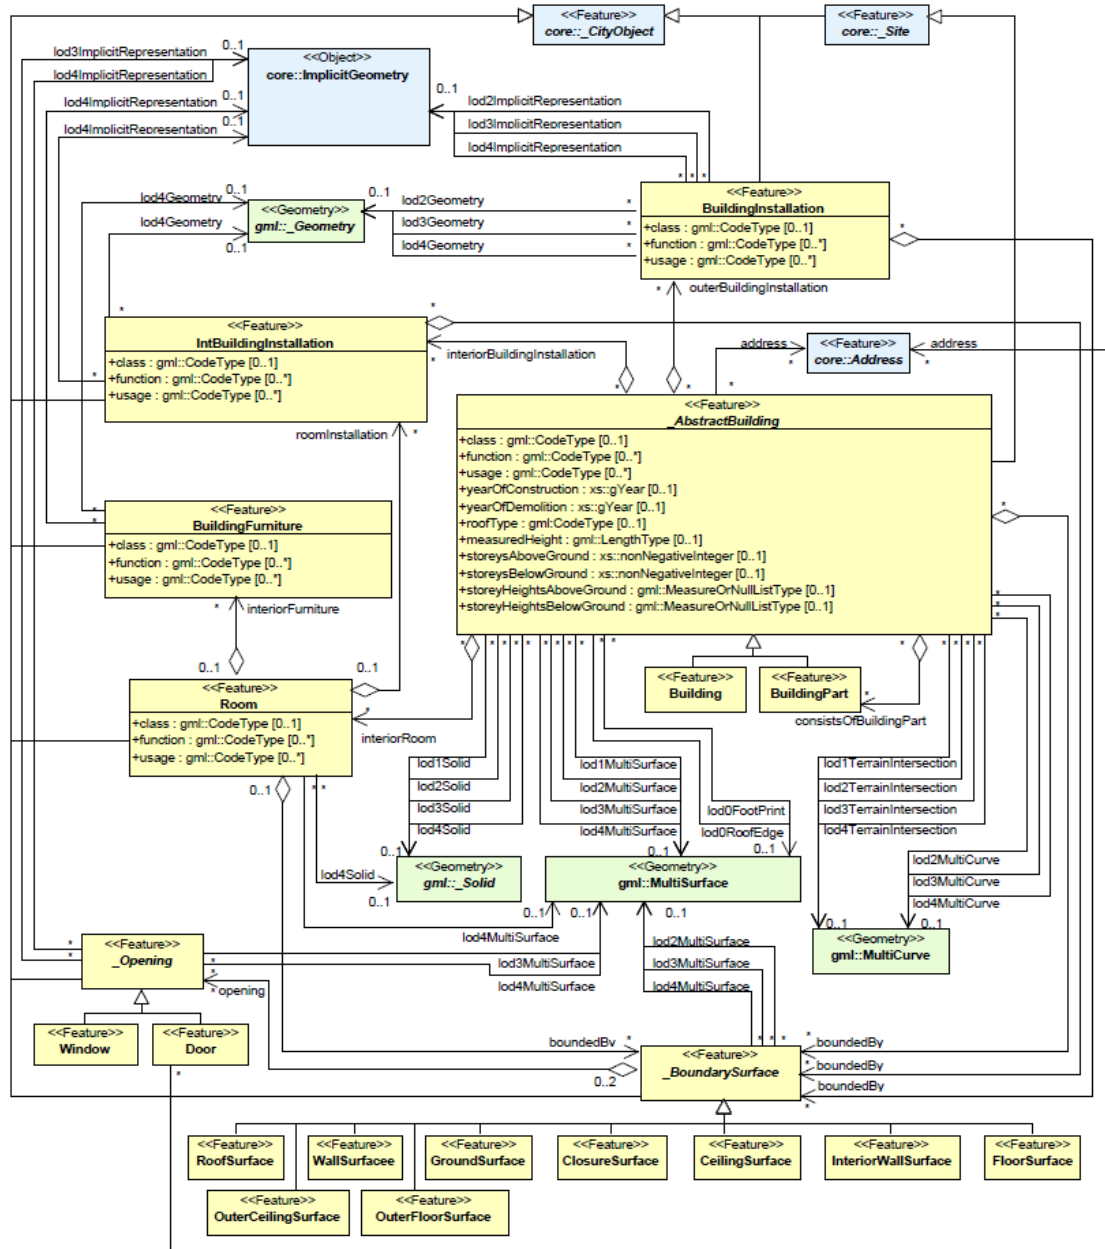 <<Feature>>
core::_CityObject
<<Feature>>
core::_Site
lod3ImplicitRepresentation
0..1
lod4ImplicitRepresentation
<<Object>>
core::ImplicitGeometry
lod4ImplicitRepresentation
0..1
lod4ImplicitRepresentation
0..1
0..1
lod2ImplicitRepresentation
lod3ImplicitRepresentation
lod4ImplicitRepresentation
* * *
lod4Geometry
0..1
lod4Geometry
0..1
<<Geometry>>
gml::_Geometry
0..1
lod2Geometry
*
lod3Geometry
*
lod4Geometry
*
<<Feature>>
BuildingInstallation
+class : gml::CodeType [0..1]
+function : gml::CodeType [0..*]
+usage : gml::CodeType [0..*]
*
* outerBuildingInstallation
*
*
<<Feature>>
IntBuildingInstallation
+class : gml::CodeType [0..1]
* +function : gml::CodeType [0..*]
+usage : gml::CodeType [0..*]
interiorBuildingInstallation
*
* *
address
*
*
<<Feature>>
core::Address
address
*
roomInstallation
*
<<Feature>>
_AbstractBuilding
+class : gml::CodeType [0..1]
+function : gml::CodeType [0..*]
+usage : gml::CodeType [0..*]
+yearOfConstruction : xs::gYear [0..1]
+yearOfDemolition : xs::gYear [0..1]
+roofType : gml:CodeType [0..1]
+measuredHeight : gml::LengthType [0..1]
+storeysAboveGround : xs::nonNegativeInteger [0..1]
+storeysBelowGround : xs::nonNegativeInteger [0..1]
+storeyHeightsAboveGround : gml::MeasureOrNullListType [0..1]
+storeyHeightsBelowGround : gml::MeasureOrNullListType [0..1]
*
*
*
*
*
*
<<Feature>>
BuildingFurniture
+class : gml::CodeType [0..1]
+function : gml::CodeType [0..*]
+usage : gml::CodeType [0..*]
* interiorFurniture
0..1
0..1
<<Feature>>
Room
+class : gml::CodeType [0..1]
+function : gml::CodeType [0..*]
+usage : gml::CodeType [0..*]
*
interiorRoom
0..1
* *
* * * * * * * * * * *
* * * * *
<<Feature>>
Building
<<Feature>>
BuildingPart
*
consistsOfBuildingPart
lod1Solid
lod2Solid
lod3Solid
lod4Solid
0..1
lod1MultiSurface
lod2MultiSurface
lod3MultiSurface
lod4MultiSurface
0..1
lod0FootPrint
lod0RoofEdge
0..1
lod1TerrainIntersection
lod2TerrainIntersection
lod3TerrainIntersection
lod4TerrainIntersection
lod2MultiCurve
lod3MultiCurve
lod4MultiCurve
0..1
0..1
lod4Solid
0..1
<<Geometry>>
gml::_Solid
<<Geometry>>
gml::MultiSurface
<<Geometry>>
gml::MultiCurve
0..1
0..1
0..1
lod4MultiSurface
lod3MultiSurface
lod4MultiSurface
lod2MultiSurface
lod3MultiSurface
lod4MultiSurface
*
*
<<Feature>>
_Opening
*
*
* opening
<<Feature>>
Window
<<Feature>>
Door
*
boundedBy
*
* * *
0..2
<<Feature>>
_BoundarySurface
* boundedBy
* boundedBy
boundedBy
*
<<Feature>>
RoofSurface
<<Feature>>
WallSurfacee
<<Feature>>
GroundSurface
<<Feature>>
ClosureSurface
<<Feature>>
CeilingSurface
<<Feature>>
InteriorWallSurface
<<Feature>>
FloorSurface
<<Feature>>
OuterCeilingSurface
<<Feature>>
OuterFloorSurface